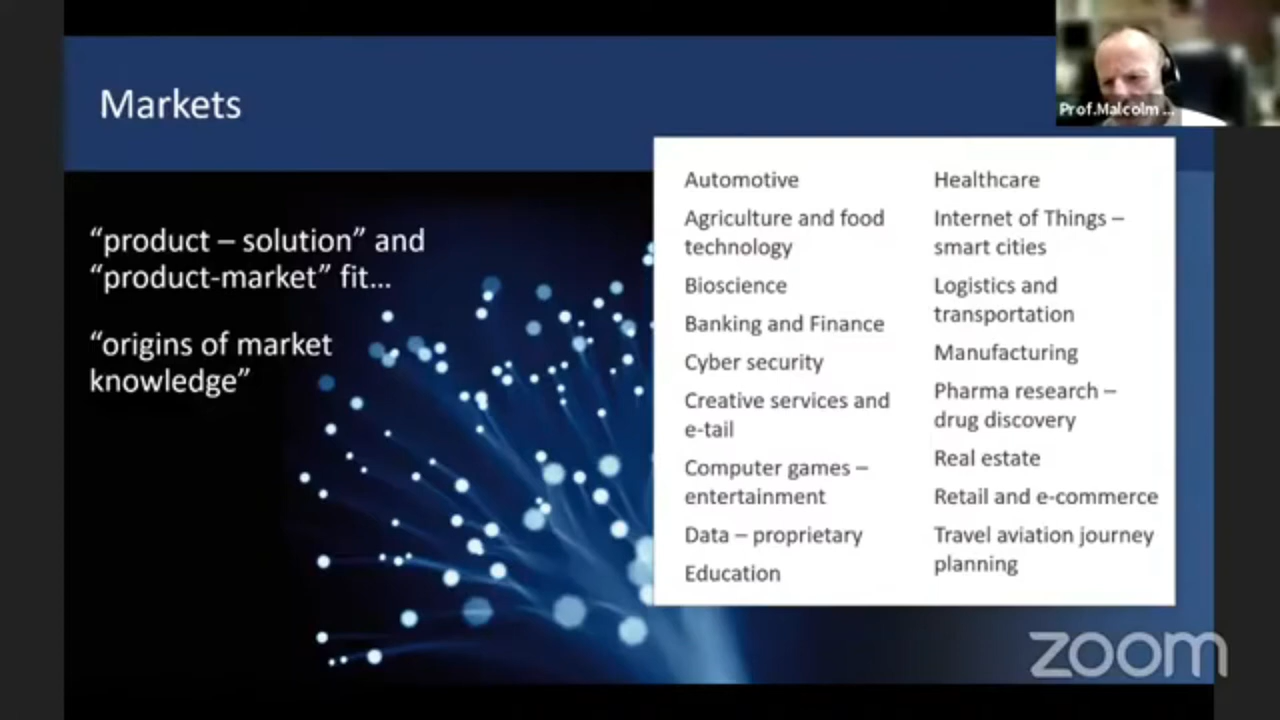 Markets
Prof.Malcolm ...
“product – solution” and
“product-market” fit...
“origins of market
knowledge”
Automotive
Agriculture and food
technology
Bioscience
Banking and Finance
Cyber security
Creative services and
e-tail
Computer games –
entertainment
Data – proprietary
Education
Healthcare
Internet of Things –
smart cities
Logistics and
transportation
Manufacturing
Pharma research –
drug discovery
Real estate
Retail and e-commerce
Travel aviation journey
planning
zoom